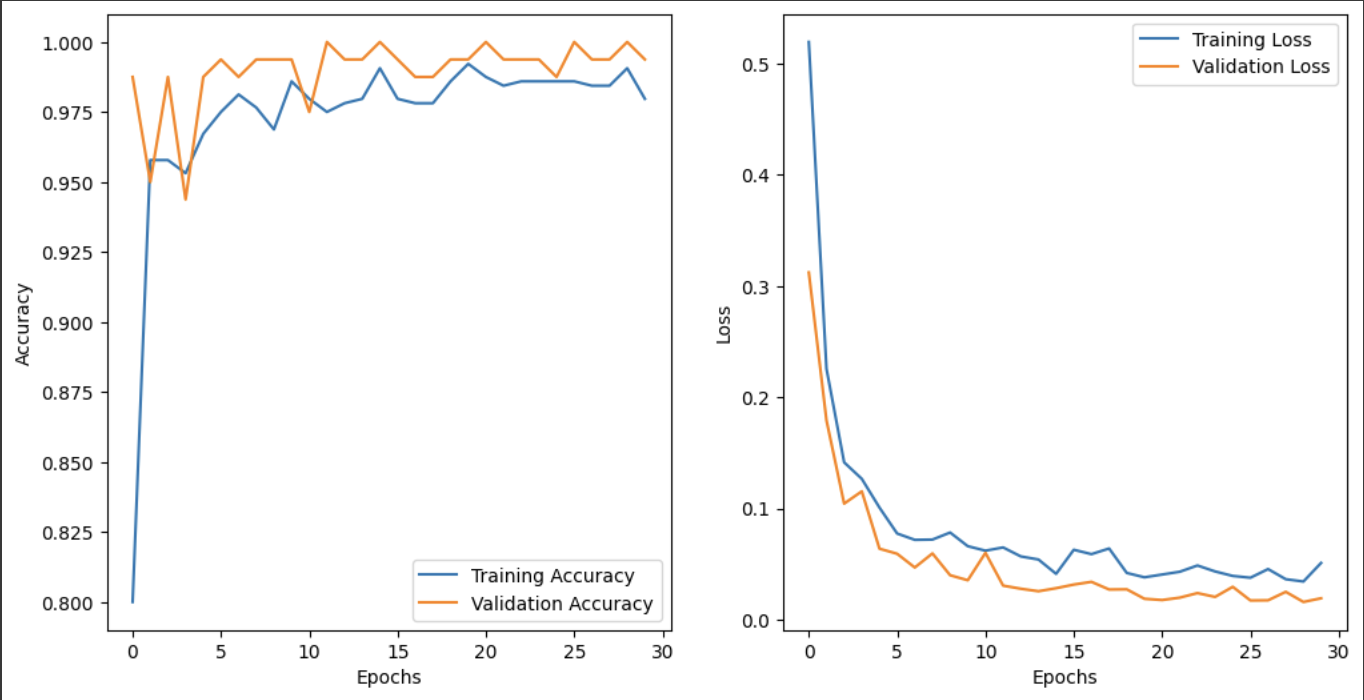 1.000
0.975
0.950
0.925
0.900
0.875
0.850
0.825
0.800
Accuracy
Training Accuracy
Validation Accuracy
0 5 10 15 20 25 30
Epochs
0.5
0.4
0.3
0.2
0.1
0.0
Loss
Training Loss
Validation Loss
0 5 10 15 20 25 30
Epochs